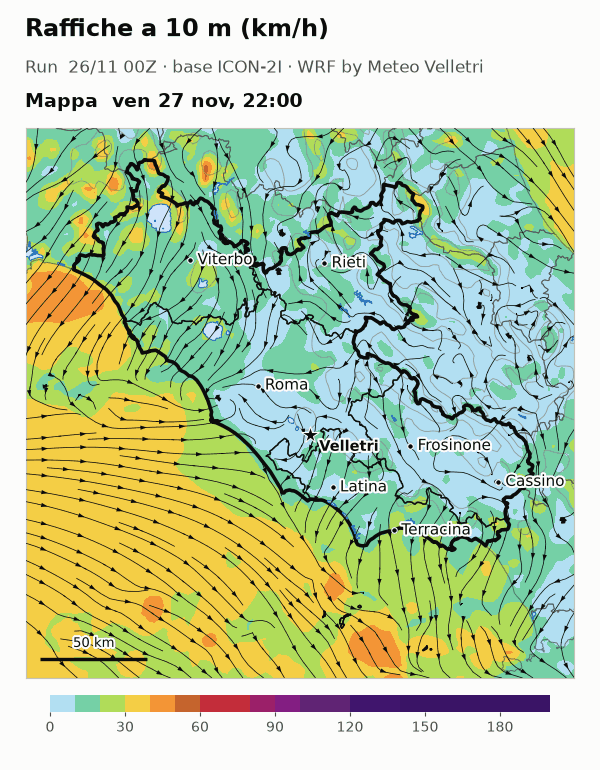 Raffiche a 10 m (km/h)
Run  26/11 00Z · base ICON-2I · WRF by Meteo Velletri
Mappa  ven 27 nov, 22:00
Viterbo
Rieti
Roma
Velletri
Frosinone
Cassino
Latina
Terracina
50 km
0 30 60 90 120 150 180